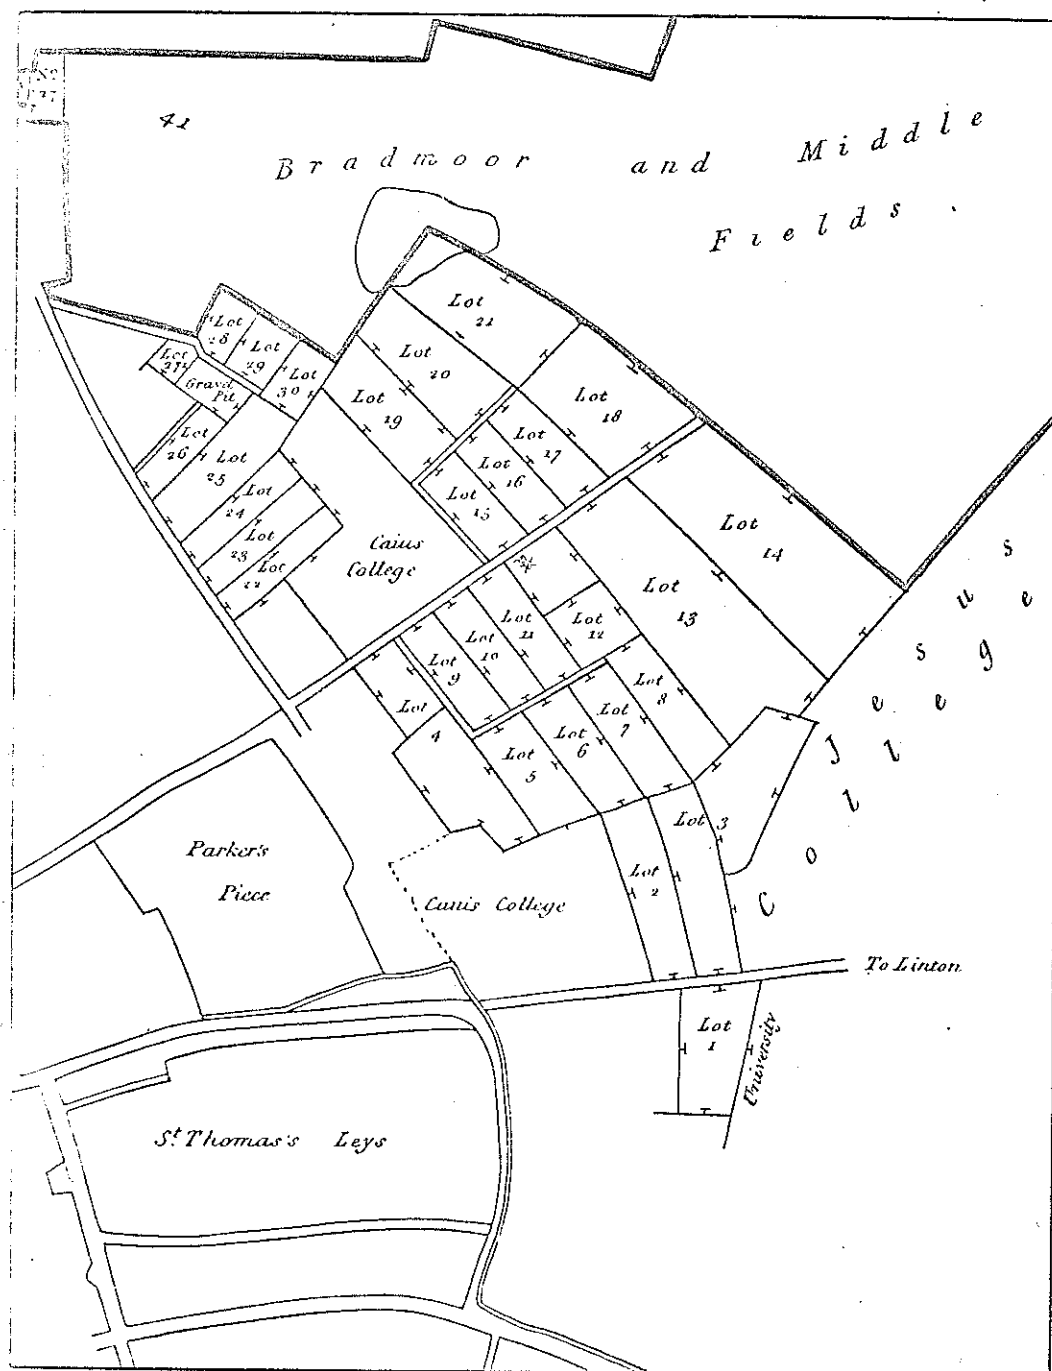 41
Bradmoor and Middle
Fields.
Lot
21
Lot
20
Lot
19
Lot
18
Lot
17
Lot
16
Lot
15
Lot
14
Lot
13
Lot
12
Lot
11
Lot
10
Lot
9
Lot
8
Lot
7
Lot
6
Lot
5
Lot
4
Lot 3
Lot
2
Lot
1
Lot
28
Lot
29
Lot
30
Lot
27
Gravel
Pit
Lot
26
Lot
25
Lot
24
Lot
23
Lot
22
Caius
College
Jesus
College
Parker's
Piece
Caius College
To Linton
University
St Thomas's Leys